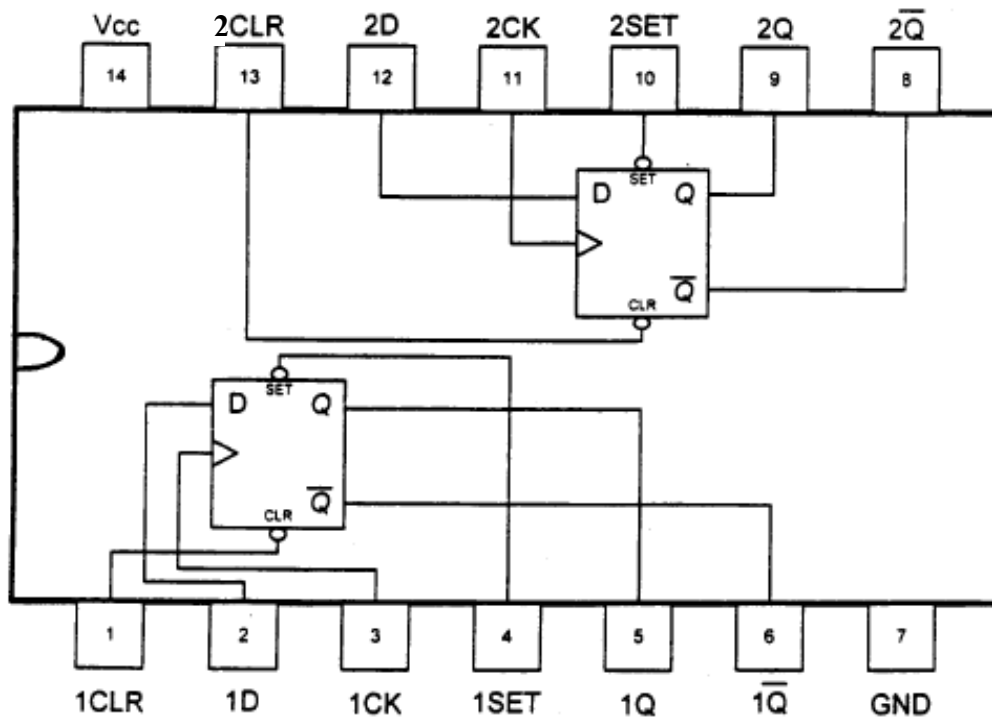 Vcc 2CLR 2D 2CK 2SET 2Q 2Q̅
14 13 12 11 10 9 8
SET
D Q
Q̅
CLR
SET
D Q
Q̅
CLR
1 2 3 4 5 6 7
1CLR 1D 1CK 1SET 1Q 1Q̅ GND